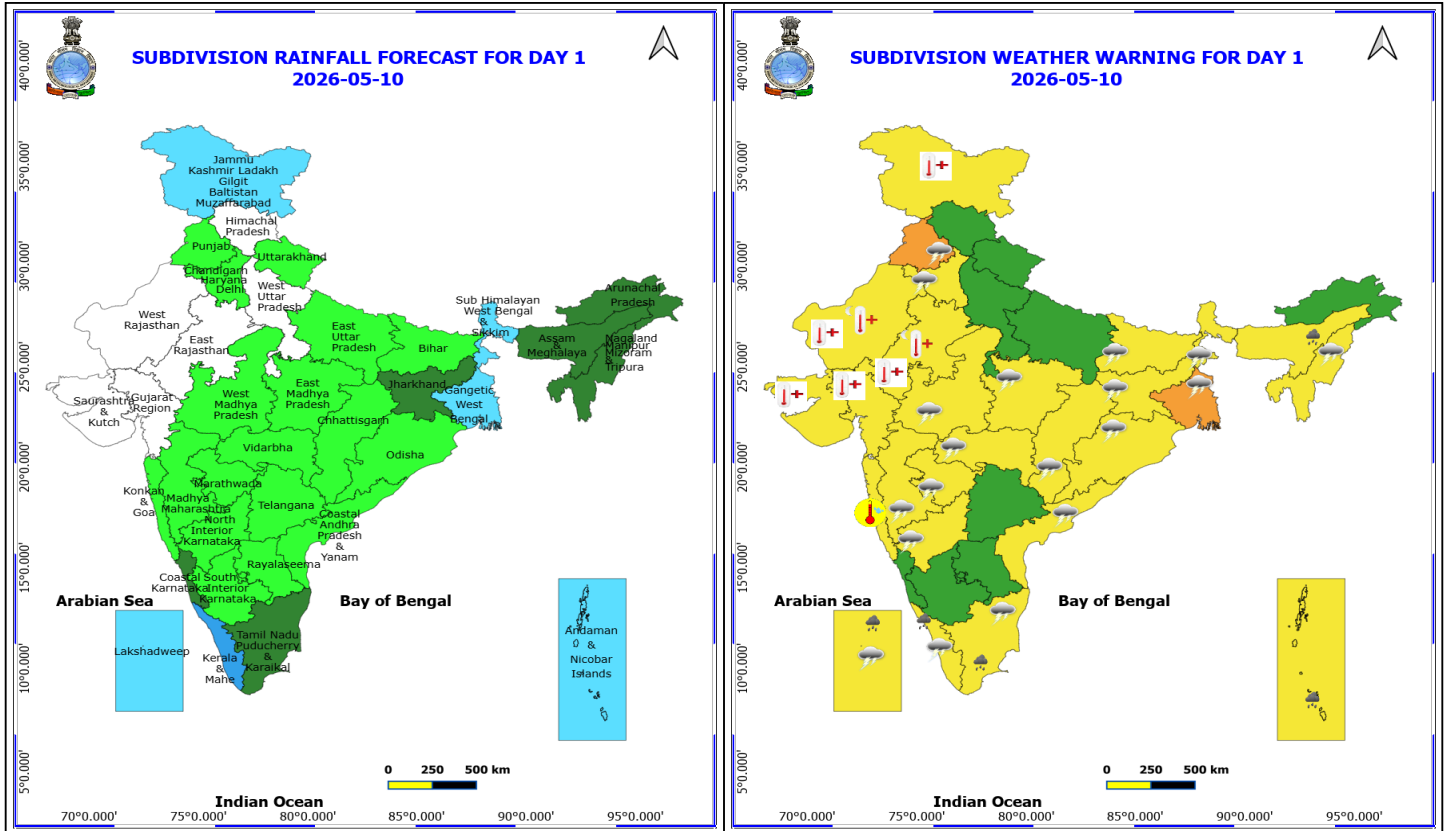 SUBDIVISION RAINFALL FORECAST FOR DAY 1
2026-05-10
40°0.000'
35°0.000'
30°0.000'
25°0.000'
20°0.000'
15°0.000'
10°0.000'
5°0.000'
Jammu
Kashmir Ladakh
Gilgit
Baltistan
Muzaffarabad
Himachal
Pradesh
Punjab
Uttarakhand
Chandigarh
Haryana
Delhi
West
Uttar
Pradesh
West
Rajasthan
East
Rajasthan
East
Uttar
Pradesh
Bihar
Sub Himalayan
West Bengal
&
Sikkim
Arunachal
Pradesh
Assam
&
Meghalaya
Nagaland
Manipur
Mizoram
&
Tripura
Jharkhand
Gangetic
West
Bengal
Saurashtra
&
Kutch
Gujarat
Region
West
Madhya
Pradesh
East
Madhya
Pradesh
Chhattisgarh
Vidarbha
Odisha
Konkan
&
Goa
Marathwada
Madhya
Maharashtra
Telangana
North
Interior
Karnataka
Coastal
Andhra
Pradesh
&
Yanam
Rayalaseema
Coastal
Karnataka
South
Interior
Karnataka
Arabian Sea
Bay of Bengal
Lakshadweep
Kerala
&
Mahe
Tamil Nadu
Puducherry
&
Karaikal
Andaman
&
Nicobar
Islands
0 250 500 km
Indian Ocean
70°0.000' 75°0.000' 80°0.000' 85°0.000' 90°0.000' 95°0.000'
SUBDIVISION WEATHER WARNING FOR DAY 1
2026-05-10
40°0.000'
35°0.000'
30°0.000'
25°0.000'
20°0.000'
15°0.000'
10°0.000'
5°0.000'
Arabian Sea
Bay of Bengal
0 250 500 km
Indian Ocean
70°0.000' 75°0.000' 80°0.000' 85°0.000' 90°0.000' 95°0.000'